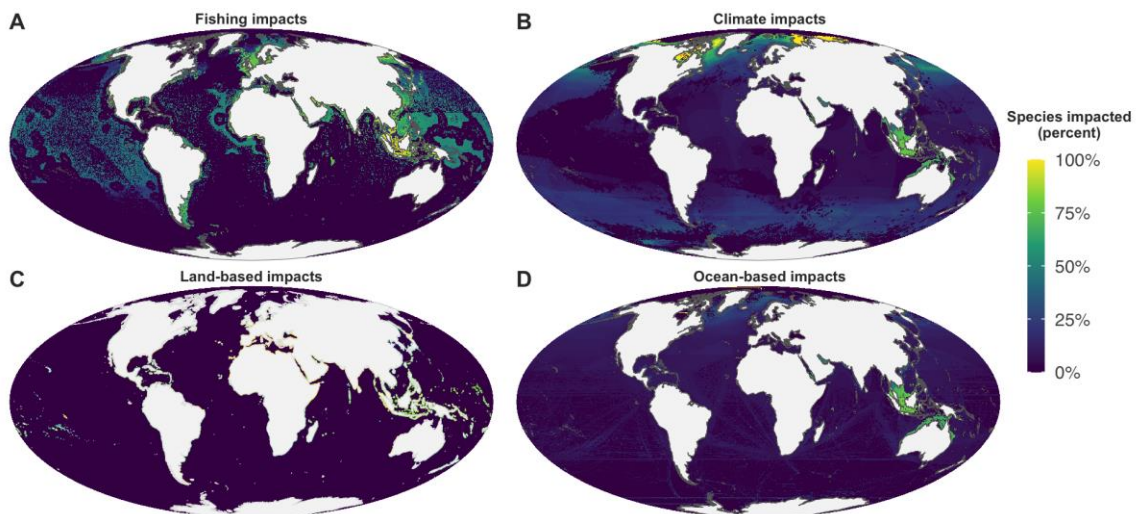 A
Fishing impacts
B
Climate impacts
Species impacted
(percent)
100%
75%
50%
25%
0%
C
Land-based impacts
D
Ocean-based impacts